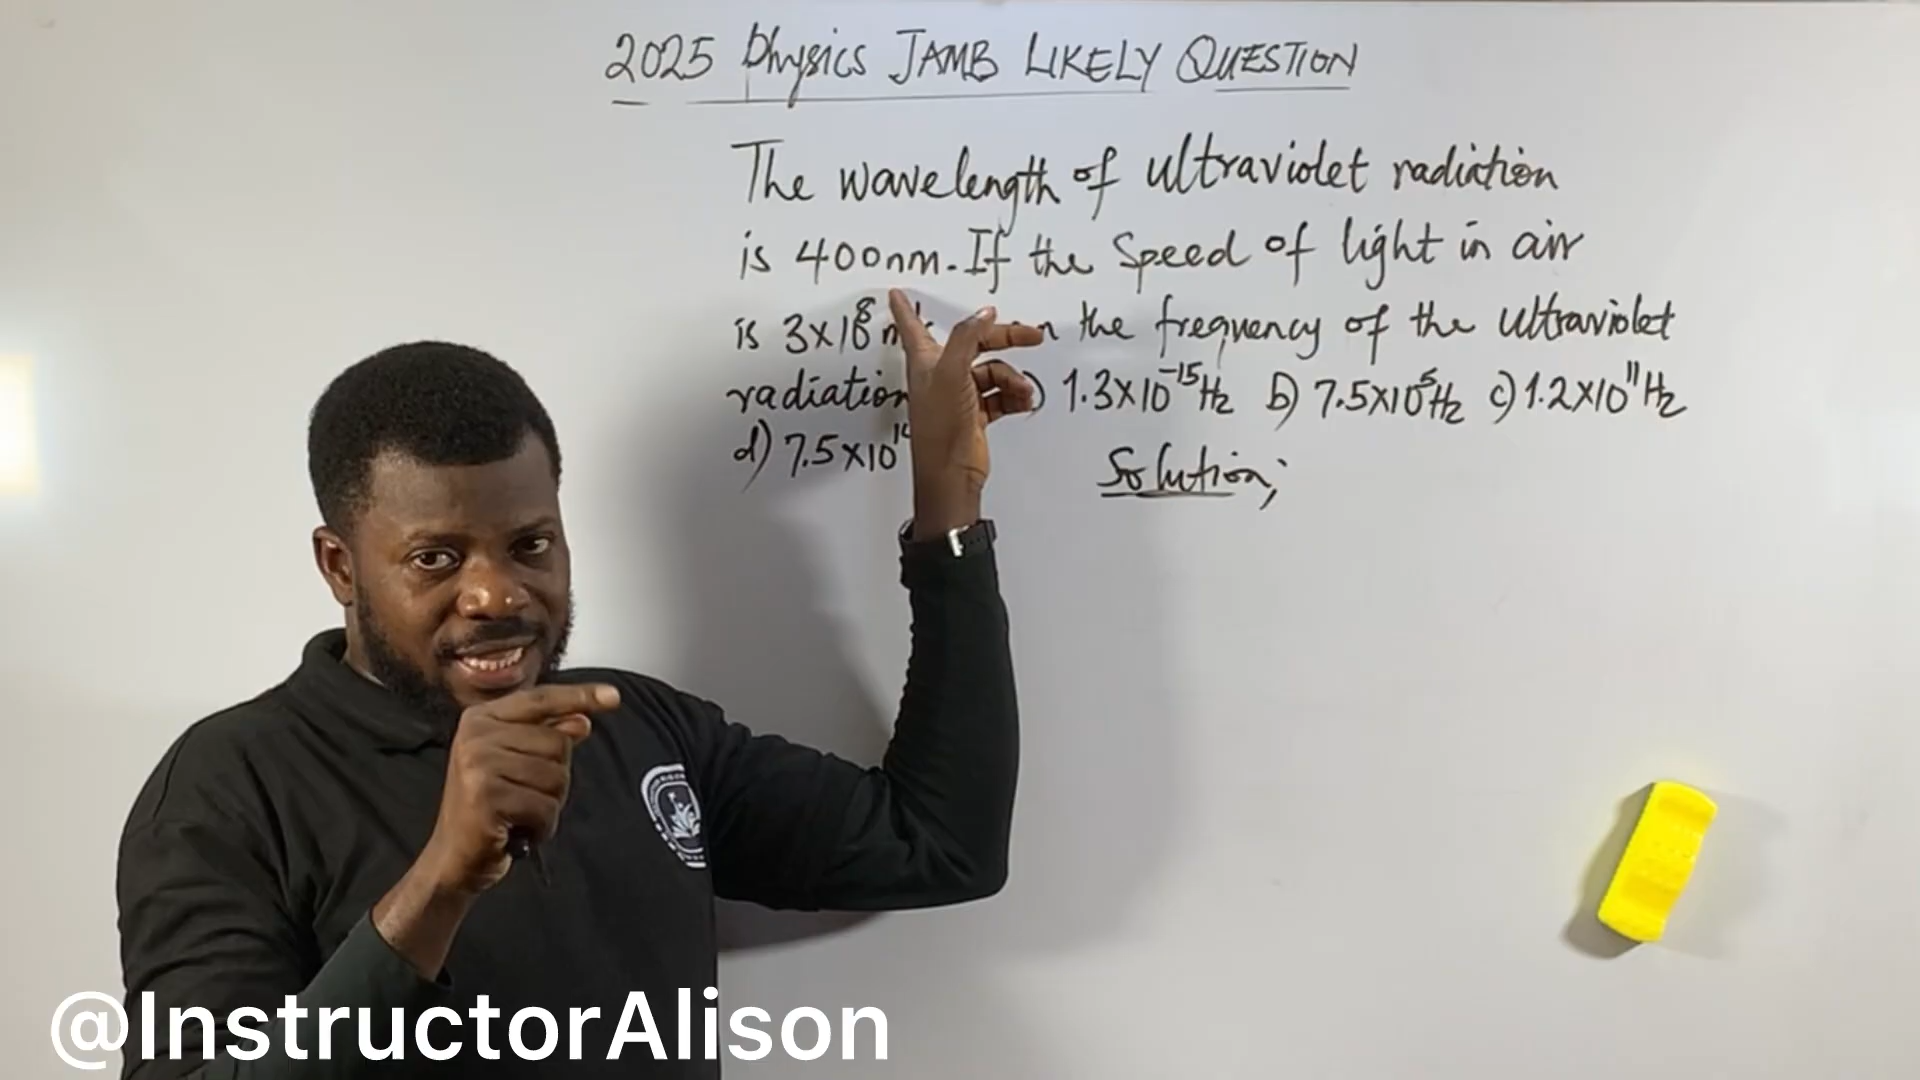 2025 Physics JAMB LIKELY QUESTION
The wavelength of ultraviolet radiation
is 400nm. If the Speed of light in air
is 3x10⁸ the frequency of the ultraviolet
radiation 1.3x10⁻¹⁵Hz b) 7.5x10⁵Hz c) 1.2x10¹¹Hz
d) 7.5x10¹⁴
Solution;
@InstructorAlison